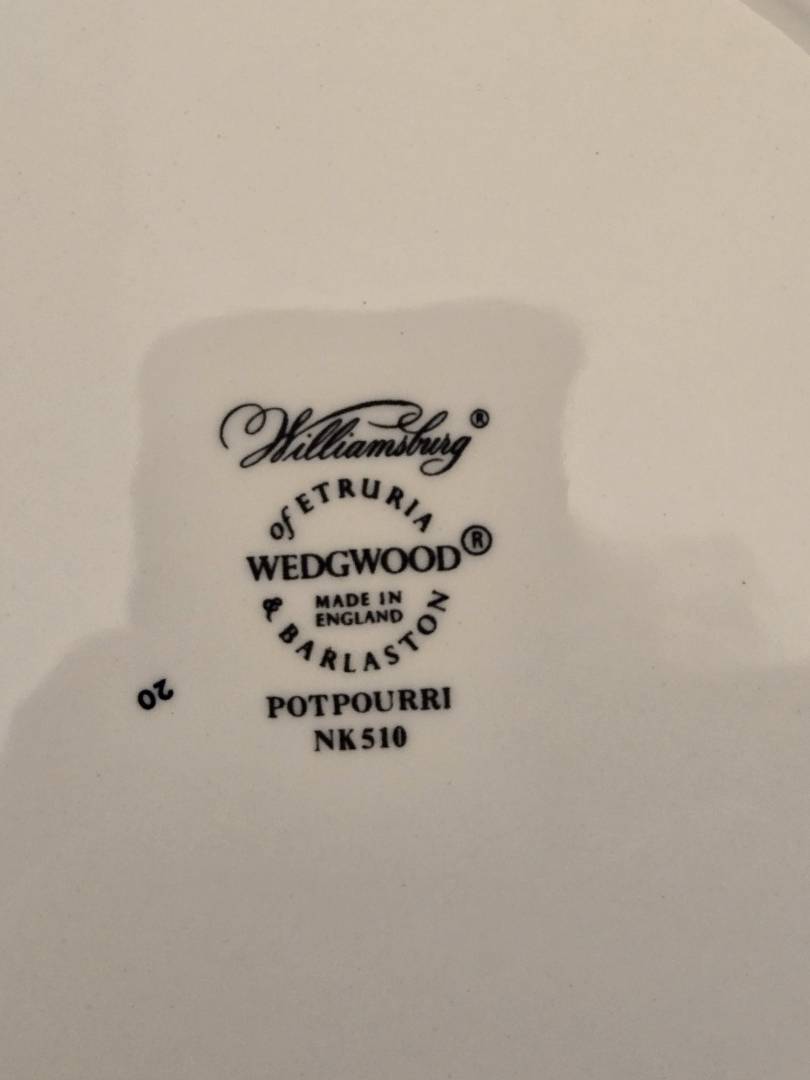 Williamsburg®
of ETRURIA
WEDGWOOD®
MADE IN
ENGLAND
& BARLASTON
20
POTPOURRI
NK510